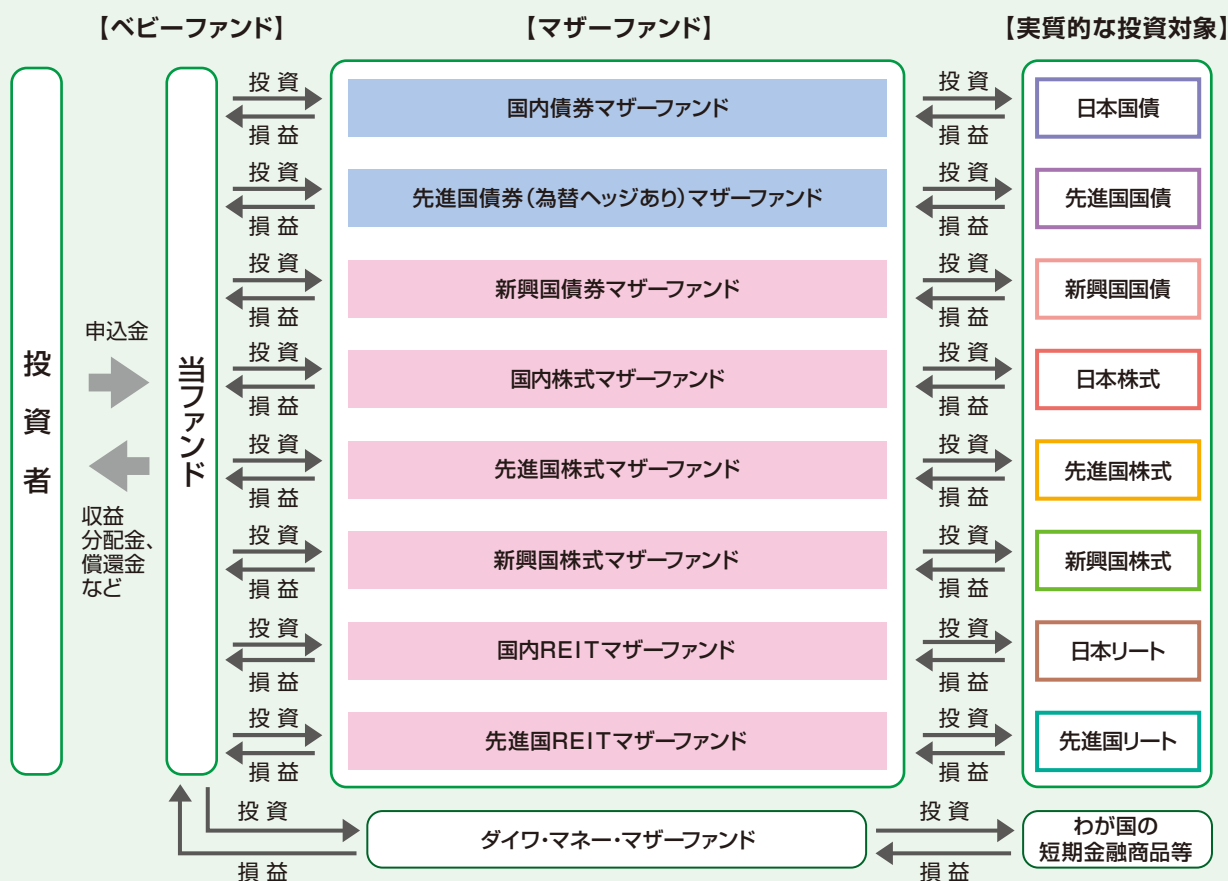 【ベビーファンド】
【マザーファンド】
【実質的な投資対象】
投資者
申込金
収益
分配金、
償還金
など
当ファンド
投 資
損 益
国内債券マザーファンド
投 資
損 益
日本国債
投 資
損 益
先進国債券(為替ヘッジあり)マザーファンド
投 資
損 益
先進国国債
投 資
損 益
新興国債券マザーファンド
投 資
損 益
新興国国債
投 資
損 益
国内株式マザーファンド
投 資
損 益
日本株式
投 資
損 益
先進国株式マザーファンド
投 資
損 益
先進国株式
投 資
損 益
新興国株式マザーファンド
投 資
損 益
新興国株式
投 資
損 益
国内REITマザーファンド
投 資
損 益
日本リート
投 資
損 益
先進国REITマザーファンド
投 資
損 益
先進国リート
投 資
損 益
ダイワ・マネー・マザーファンド
投 資
損 益
わが国の
短期金融商品等